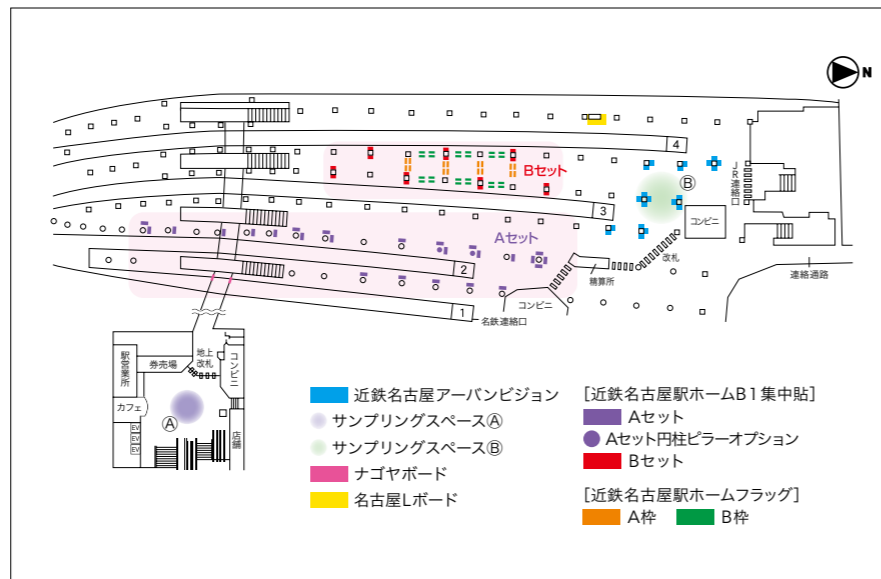 N
4
Bセット
JR連絡口
Ⓑ
コンビニ
3
Aセット
改札
2
精算所
連絡通路
コンビニ
1
名鉄連絡口
駅営業所
券売場
地上
改札
コンビニ
カフェ
Ⓐ
EV
EV
EV
店舗
近鉄名古屋アーバンビジョン
サンプリングスペースⒶ
サンプリングスペースⒷ
ナゴヤボード
名古屋Lボード
[近鉄名古屋駅ホームB1集中貼]
Aセット
Aセット円柱ピラーオプション
Bセット
[近鉄名古屋駅ホームフラッグ]
A枠 B枠